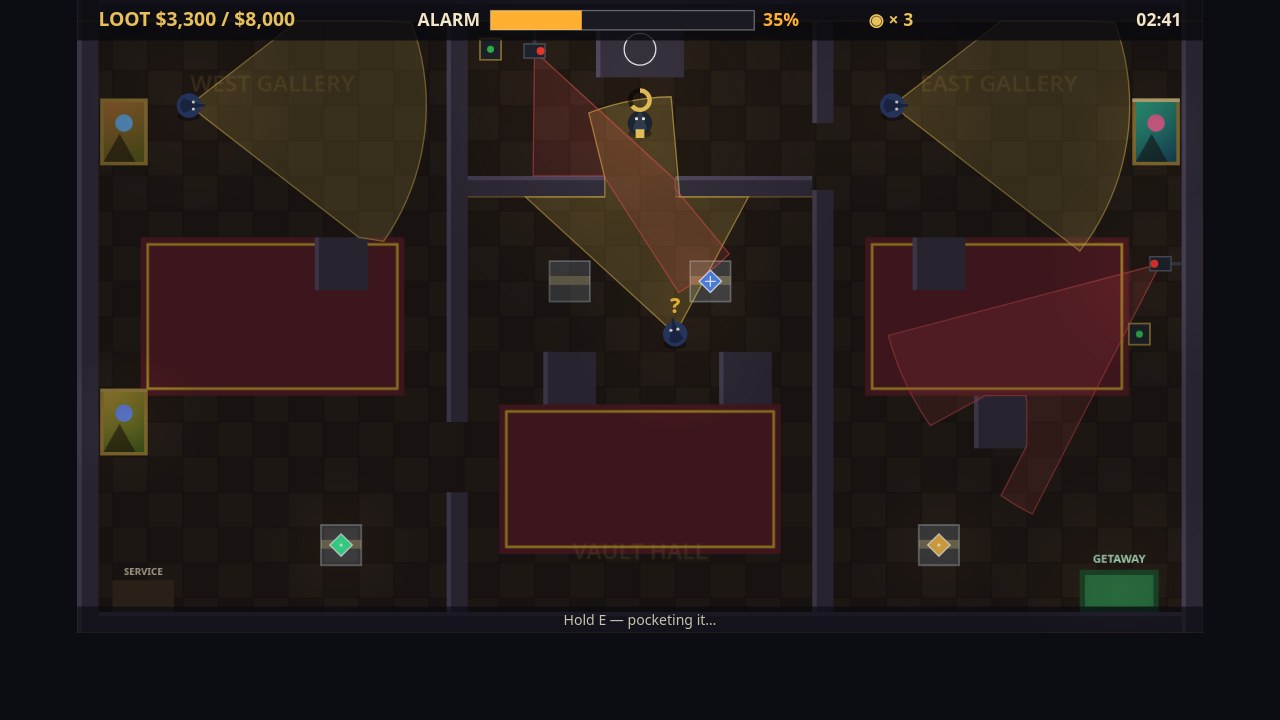 LOOT $3,300 / $8,000
ALARM
35%
◉ × 3
02:41
WEST GALLERY
EAST GALLERY
?
VAULT HALL
SERVICE
GETAWAY
Hold E — pocketing it...